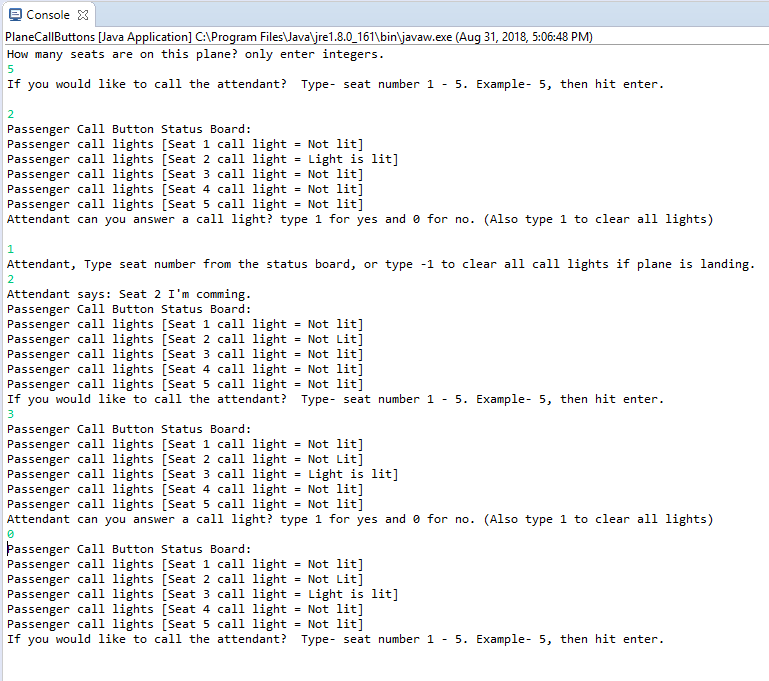 Console
PlaneCallButtons [Java Application] C:\Program Files\Java\jre1.8.0_161\bin\javaw.exe (Aug 31, 2018, 5:06:48 PM)
How many seats are on this plane? only enter integers.
5
If you would like to call the attendant?  Type- seat number 1 - 5. Example- 5, then hit enter.
2
Passenger Call Button Status Board:
Passenger call lights [Seat 1 call light = Not lit]
Passenger call lights [Seat 2 call light = Light is lit]
Passenger call lights [Seat 3 call light = Not lit]
Passenger call lights [Seat 4 call light = Not lit]
Passenger call lights [Seat 5 call light = Not lit]
Attendant can you answer a call light? type 1 for yes and 0 for no. (Also type 1 to clear all lights)
1
Attendant, Type seat number from the status board, or type -1 to clear all call lights if plane is landing.
2
Attendant says: Seat 2 I'm comming.
Passenger Call Button Status Board:
Passenger call lights [Seat 1 call light = Not lit]
Passenger call lights [Seat 2 call light = Not Lit]
Passenger call lights [Seat 3 call light = Not lit]
Passenger call lights [Seat 4 call light = Not lit]
Passenger call lights [Seat 5 call light = Not lit]
If you would like to call the attendant?  Type- seat number 1 - 5. Example- 5, then hit enter.
3
Passenger Call Button Status Board:
Passenger call lights [Seat 1 call light = Not lit]
Passenger call lights [Seat 2 call light = Not Lit]
Passenger call lights [Seat 3 call light = Light is lit]
Passenger call lights [Seat 4 call light = Not lit]
Passenger call lights [Seat 5 call light = Not lit]
Attendant can you answer a call light? type 1 for yes and 0 for no. (Also type 1 to clear all lights)
0
Passenger Call Button Status Board:
Passenger call lights [Seat 1 call light = Not lit]
Passenger call lights [Seat 2 call light = Not Lit]
Passenger call lights [Seat 3 call light = Light is lit]
Passenger call lights [Seat 4 call light = Not lit]
Passenger call lights [Seat 5 call light = Not lit]
If you would like to call the attendant?  Type- seat number 1 - 5. Example- 5, then hit enter.